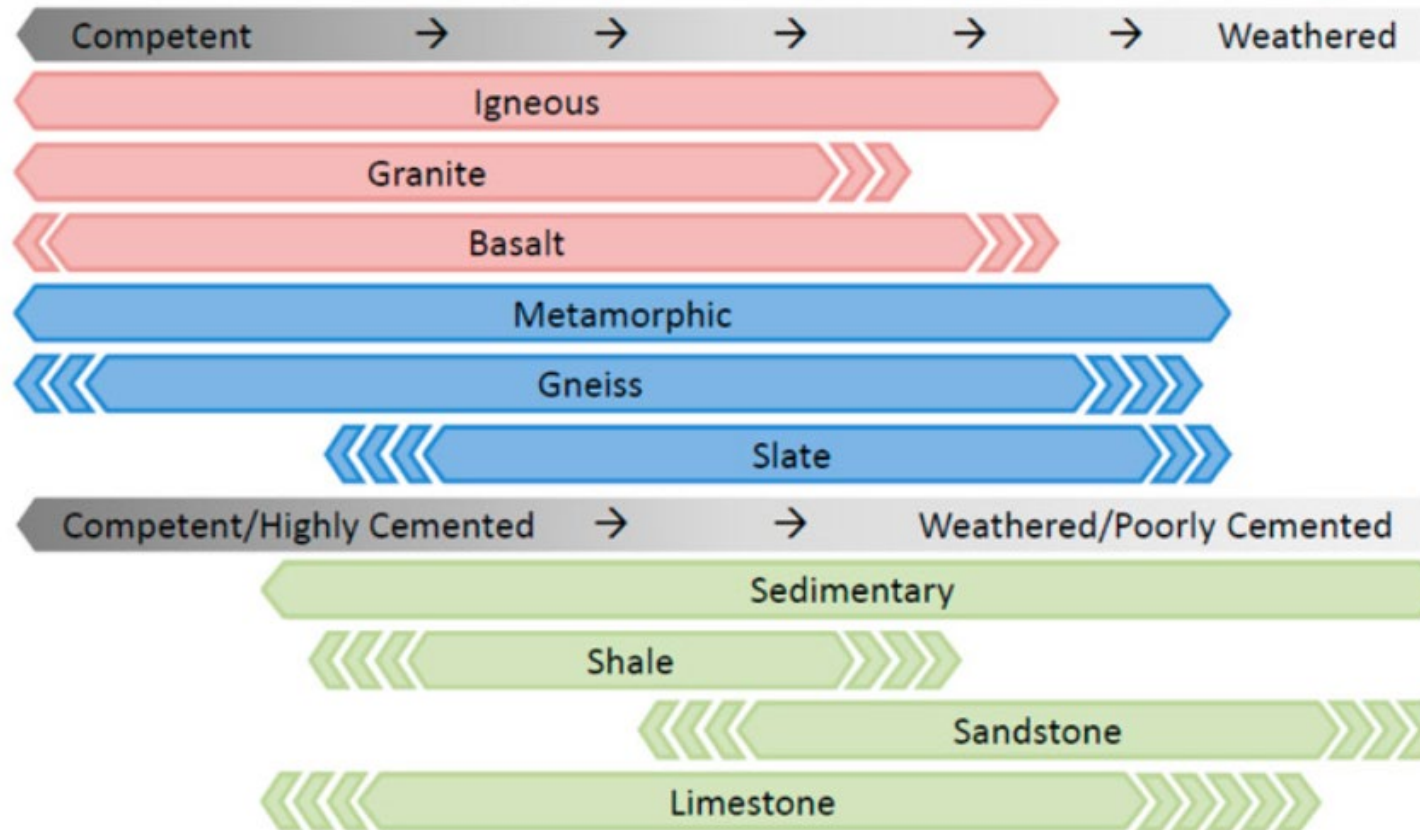 Competent → → → → → Weathered
Igneous
Granite
Basalt
Metamorphic
Gneiss
Slate
Competent/Highly Cemented → → Weathered/Poorly Cemented
Sedimentary
Shale
Sandstone
Limestone